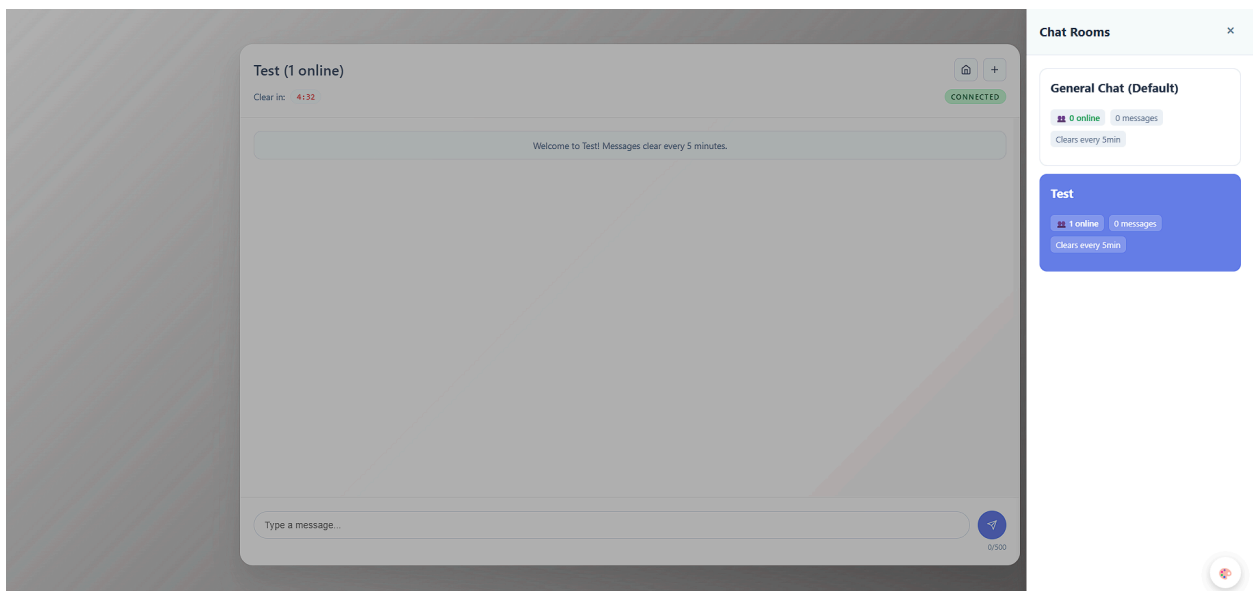 Test (1 online)
Clear in: 4:32
CONNECTED
Welcome to Test! Messages clear every 5 minutes.
Type a message...
0/500
Chat Rooms
General Chat (Default)
0 online 0 messages
Clears every 5min
Test
1 online 0 messages
Clears every 5min